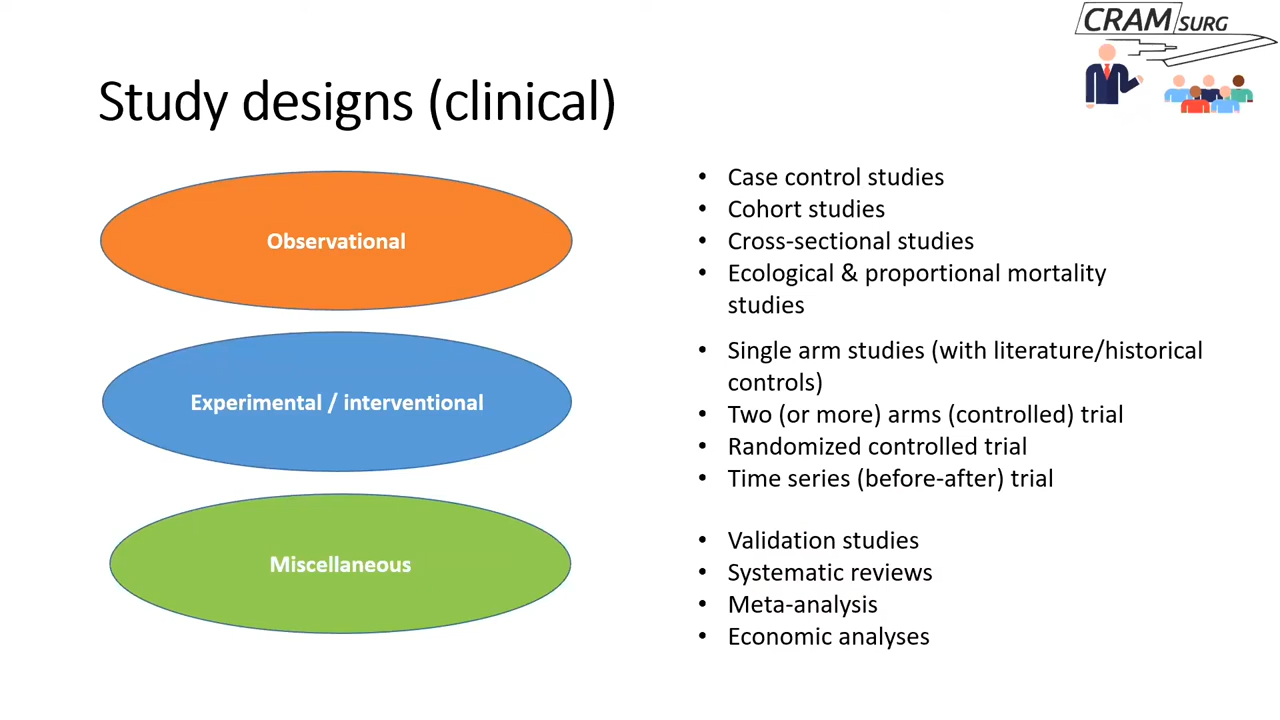 CRAM SURG
Study designs (clinical)
Observational
• Case control studies
• Cohort studies
• Cross-sectional studies
• Ecological & proportional mortality
studies
Experimental / interventional
• Single arm studies (with literature/historical
controls)
• Two (or more) arms (controlled) trial
• Randomized controlled trial
• Time series (before-after) trial
Miscellaneous
• Validation studies
• Systematic reviews
• Meta-analysis
• Economic analyses